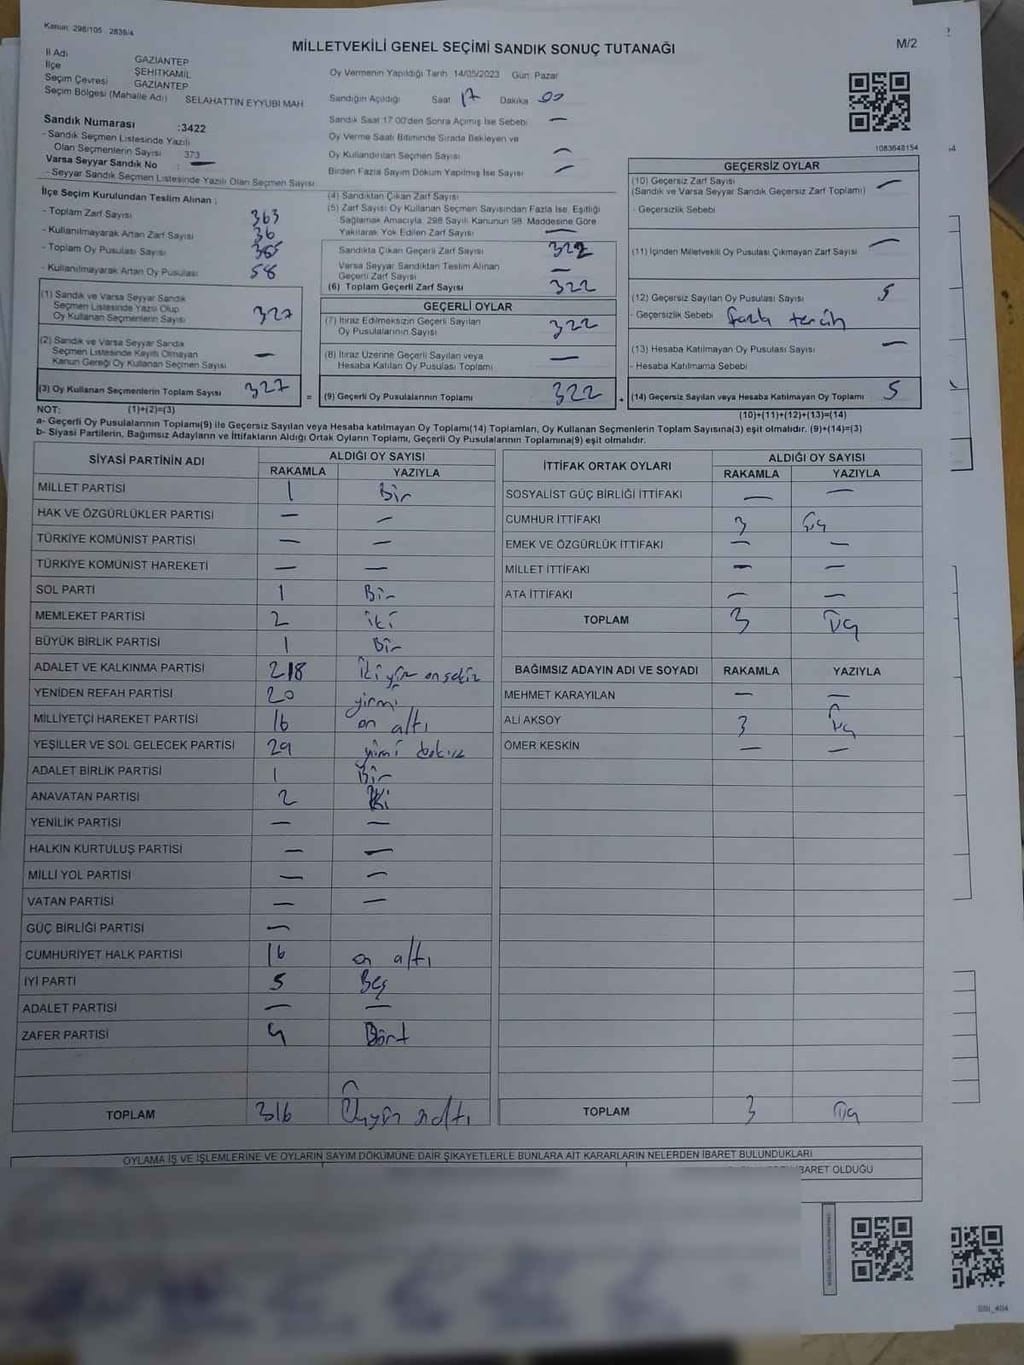 Kanun: 298/105 2839/4
MİLLETVEKİLİ GENEL SEÇİMİ SANDIK SONUÇ TUTANAĞI
M/2
İl Adı GAZİANTEP
İlçe ŞEHİTKAMİL
Seçim Çevresi GAZİANTEP
Seçim Bölgesi (Mahalle Adı) SELAHATTİN EYYUBİ MAH.
Oy Vermenin Yapıldığı Tarih 14/05/2023 Gün: Pazar
Sandığın Açıldığı Saat 17 Dakika 00
Sandık Saat 17:00'den Sonra Açılmış İse Sebebi —
Oy Verme Saati Bitiminde Sırada Bekleyen ve
Oy Kullandırılan Seçmen Sayısı —
Birden Fazla Sayım Döküm Yapılmış İse Sayısı —
Sandık Numarası :3422
- Sandık Seçmen Listesinde Yazılı
Olan Seçmenlerin Sayısı 373
Varsa Seyyar Sandık No : —
- Seyyar Sandık Seçmen Listesinde Yazılı Olan Seçmen Sayısı
1083648154
İlçe Seçim Kurulundan Teslim Alınan :
- Toplam Zarf Sayısı 363
- Kullanılmayarak Artan Zarf Sayısı 36
- Toplam Oy Pusulası Sayısı
- Kullanılmayarak Artan Oy Pusulası 58
(1) Sandık ve Varsa Seyyar Sandık
Seçmen Listesinde Yazılı Olup
Oy Kullanan Seçmenlerin Sayısı 327
(2) Sandık ve Varsa Seyyar Sandık
Seçmen Listesinde Kayıtlı Olmayan
Kanun Gereği Oy Kullanan Seçmen Sayısı —
(3) Oy Kullanan Seçmenlerin Toplam Sayısı 327 =
(4) Sandıktan Çıkan Zarf Sayısı
(5) Zarf Sayısı Oy Kullanan Seçmen Sayısından Fazla İse, Eşitliği
Sağlamak Amacıyla, 298 Sayılı Kanunun 98. Maddesine Göre
Yakılarak Yok Edilen Zarf Sayısı —
Sandıkta Çıkan Geçerli Zarf Sayısı 322
Varsa Seyyar Sandıktan Teslim Alınan
Geçerli Zarf Sayısı —
(6) Toplam Geçerli Zarf Sayısı 322
GEÇERLİ OYLAR
(7) İtiraz Edilmeksizin Geçerli Sayılan
Oy Pusulalarının Sayısı 322
(8) İtiraz Üzerine Geçerli Sayılan veya
Hesaba Katılan Oy Pusulaları Toplamı —
(9) Geçerli Oy Pusulalarının Toplamı 322 +
GEÇERSİZ OYLAR
(10) Geçersiz Zarf Sayısı —
(Sandık ve Varsa Seyyar Sandık Geçersiz Zarf Toplamı)
- Geçersizlik Sebebi
(11) İçinden Milletvekili Oy Pusulası Çıkmayan Zarf Sayısı —
(12) Geçersiz Sayılan Oy Pusulası Sayısı 5
- Geçersizlik Sebebi fazla tercih
(13) Hesaba Katılmayan Oy Pusulası Sayısı —
- Hesaba Katılmama Sebebi
(14) Geçersiz Sayılan veya Hesaba Katılmayan Oy Toplamı 5
NOT: (1)+(2)=(3)
(10)+(11)+(12)+(13)=(14)
a- Geçerli Oy Pusulalarının Toplamı(9) ile Geçersiz Sayılan veya Hesaba katılmayan Oy Toplamı(14) Toplamları, Oy Kullanan Seçmenlerin Toplam Sayısına(3) eşit olmalıdır. (9)+(14)=(3)
b- Siyasi Partilerin, Bağımsız Adayların ve İttifakların Aldığı Ortak Oyların Toplamı, Geçerli Oy Pusulalarının Toplamına(9) eşit olmalıdır.
SİYASİ PARTİNİN ADI ALDIĞI OY SAYISI
RAKAMLA YAZIYLA
MİLLET PARTİSİ 1 Bir
HAK VE ÖZGÜRLÜKLER PARTİSİ — —
TÜRKİYE KOMÜNİST PARTİSİ — —
TÜRKİYE KOMÜNİST HAREKETİ — —
SOL PARTİ 1 Bir
MEMLEKET PARTİSİ 2 iki
BÜYÜK BİRLİK PARTİSİ 1 Bir
ADALET VE KALKINMA PARTİSİ 218 İkiyüz onsekiz
YENİDEN REFAH PARTİSİ 20 yirmi
MİLLİYETÇİ HAREKET PARTİSİ 16 on altı
YEŞİLLER VE SOL GELECEK PARTİSİ 29 yirmi dokuz
ADALET BİRLİK PARTİSİ 1 Bir
ANAVATAN PARTİSİ 2 İki
YENİLİK PARTİSİ — —
HALKIN KURTULUŞ PARTİSİ — —
MİLLİ YOL PARTİSİ — —
VATAN PARTİSİ — —
GÜÇ BİRLİĞİ PARTİSİ —
CUMHURİYET HALK PARTİSİ 16 on altı
İYİ PARTİ 5 Beş
ADALET PARTİSİ — —
ZAFER PARTİSİ 4 Dört
TOPLAM 316 Üçyüz on altı
İTTİFAK ORTAK OYLARI ALDIĞI OY SAYISI
RAKAMLA YAZIYLA
SOSYALİST GÜÇ BİRLİĞİ İTTİFAKI — —
CUMHUR İTTİFAKI 3 Üç
EMEK VE ÖZGÜRLÜK İTTİFAKI — —
MİLLET İTTİFAKI — —
ATA İTTİFAKI — —
TOPLAM 3 Üç
BAĞIMSIZ ADAYIN ADI VE SOYADI RAKAMLA YAZIYLA
MEHMET KARAYILAN — —
ALİ AKSOY 3 Üç
ÖMER KESKİN — —
TOPLAM 3 Üç
OYLAMA İŞ VE İŞLEMLERİNE VE OYLARIN SAYIM DÖKÜMÜNE DAİR ŞİKAYETLERLE BUNLARA AİT KARARLARIN NELERDEN İBARET BULUNDUKLARI
İBARET OLDUĞU